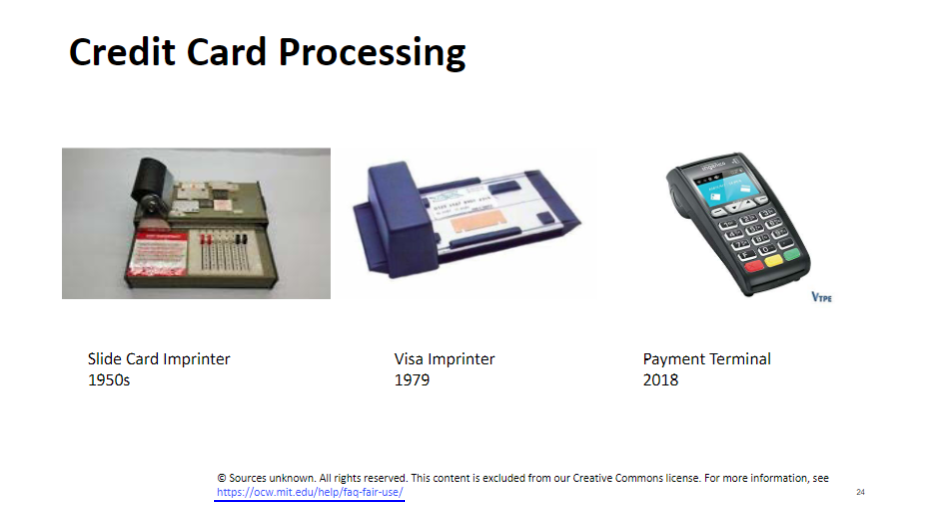 Credit Card Processing
VTPE
Slide Card Imprinter
1950s
Visa Imprinter
1979
Payment Terminal
2018
© Sources unknown. All rights reserved. This content is excluded from our Creative Commons license. For more information, see
https://ocw.mit.edu/help/faq-fair-use/
24